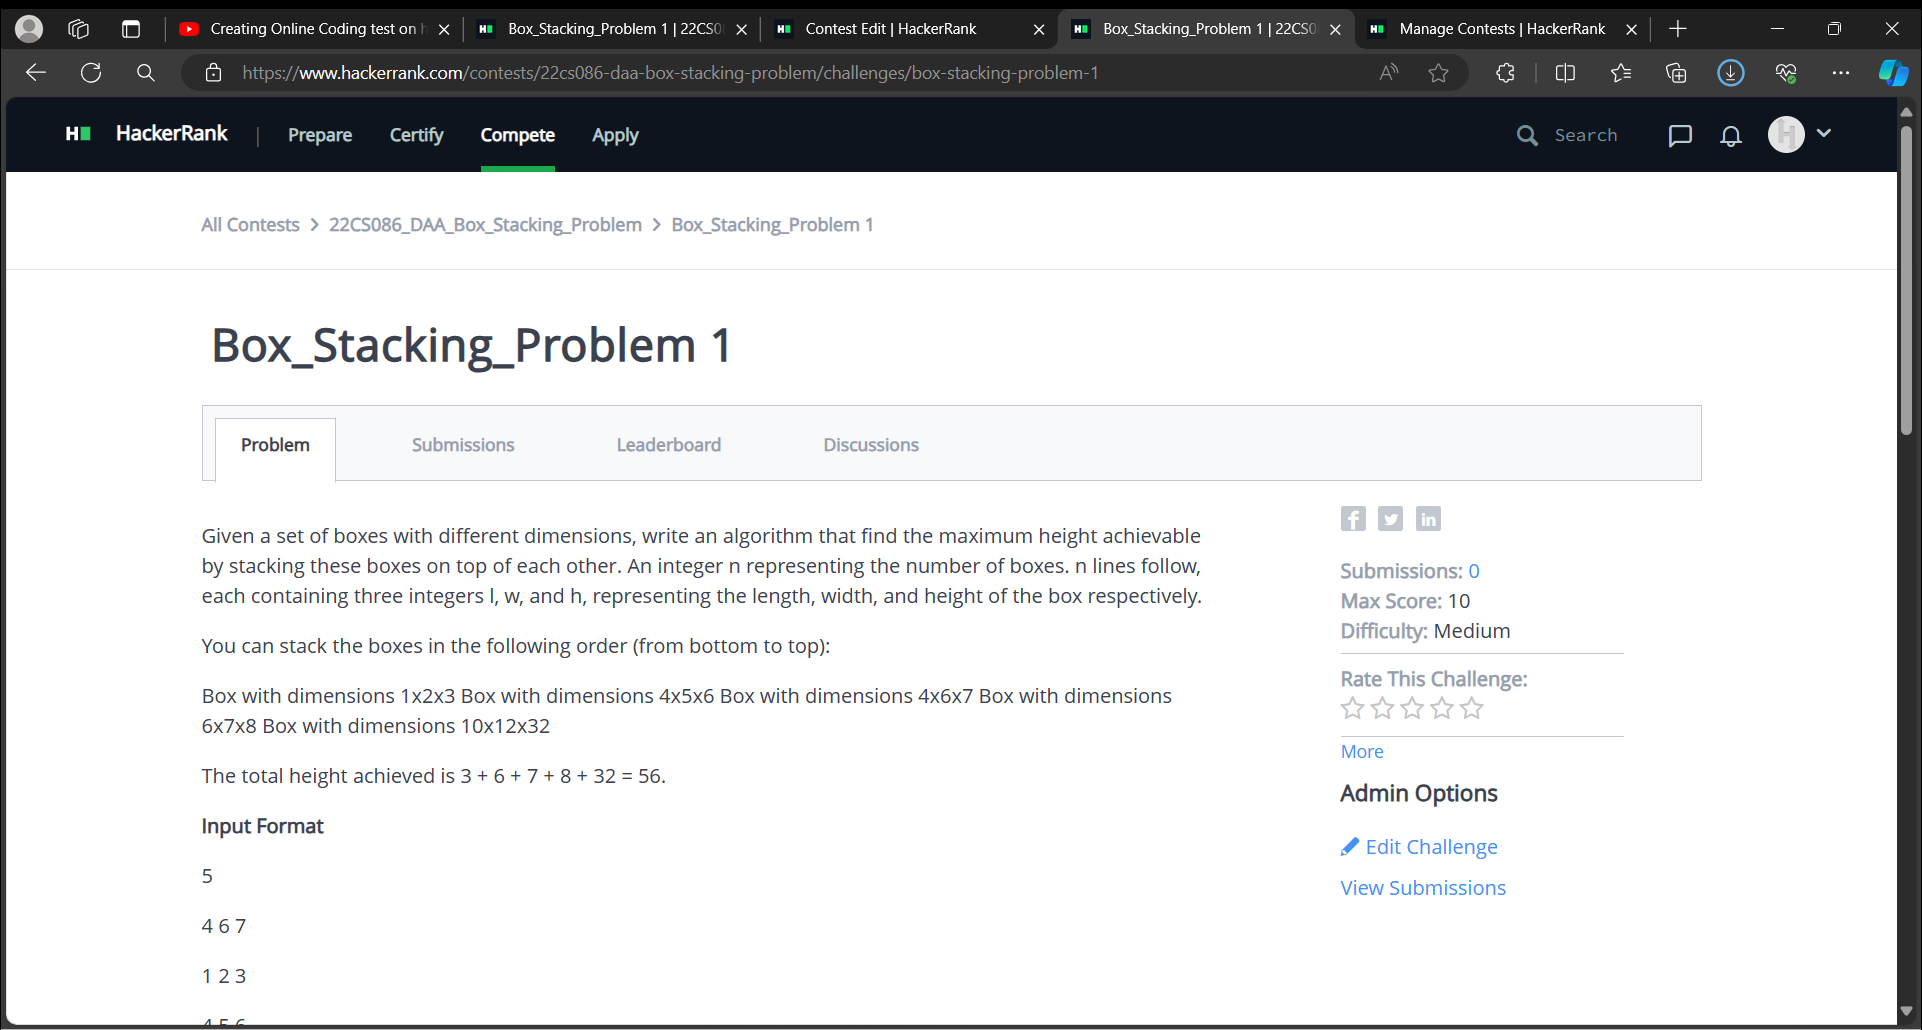 Creating Online Coding test on h
Box_Stacking_Problem 1 | 22CS0
Contest Edit | HackerRank
Box_Stacking_Problem 1 | 22CS0
Manage Contests | HackerRank
https://www.hackerrank.com/contests/22cs086-daa-box-stacking-problem/challenges/box-stacking-problem-1
HackerRank | Prepare Certify Compete Apply
Search
All Contests > 22CS086_DAA_Box_Stacking_Problem > Box_Stacking_Problem 1
Box_Stacking_Problem 1
Problem Submissions Leaderboard Discussions
Given a set of boxes with different dimensions, write an algorithm that find the maximum height achievable
by stacking these boxes on top of each other. An integer n representing the number of boxes. n lines follow,
each containing three integers l, w, and h, representing the length, width, and height of the box respectively.
You can stack the boxes in the following order (from bottom to top):
Box with dimensions 1x2x3 Box with dimensions 4x5x6 Box with dimensions 4x6x7 Box with dimensions
6x7x8 Box with dimensions 10x12x32
The total height achieved is 3 + 6 + 7 + 8 + 32 = 56.
Input Format
5
4 6 7
1 2 3
4 5 6
Submissions: 0
Max Score: 10
Difficulty: Medium
Rate This Challenge:
More
Admin Options
Edit Challenge
View Submissions